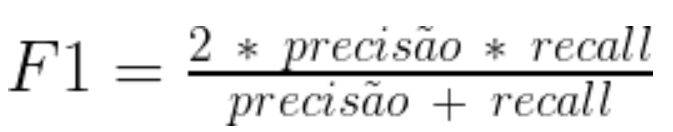 F1 = 2 * precisão * recall
precisão + recall